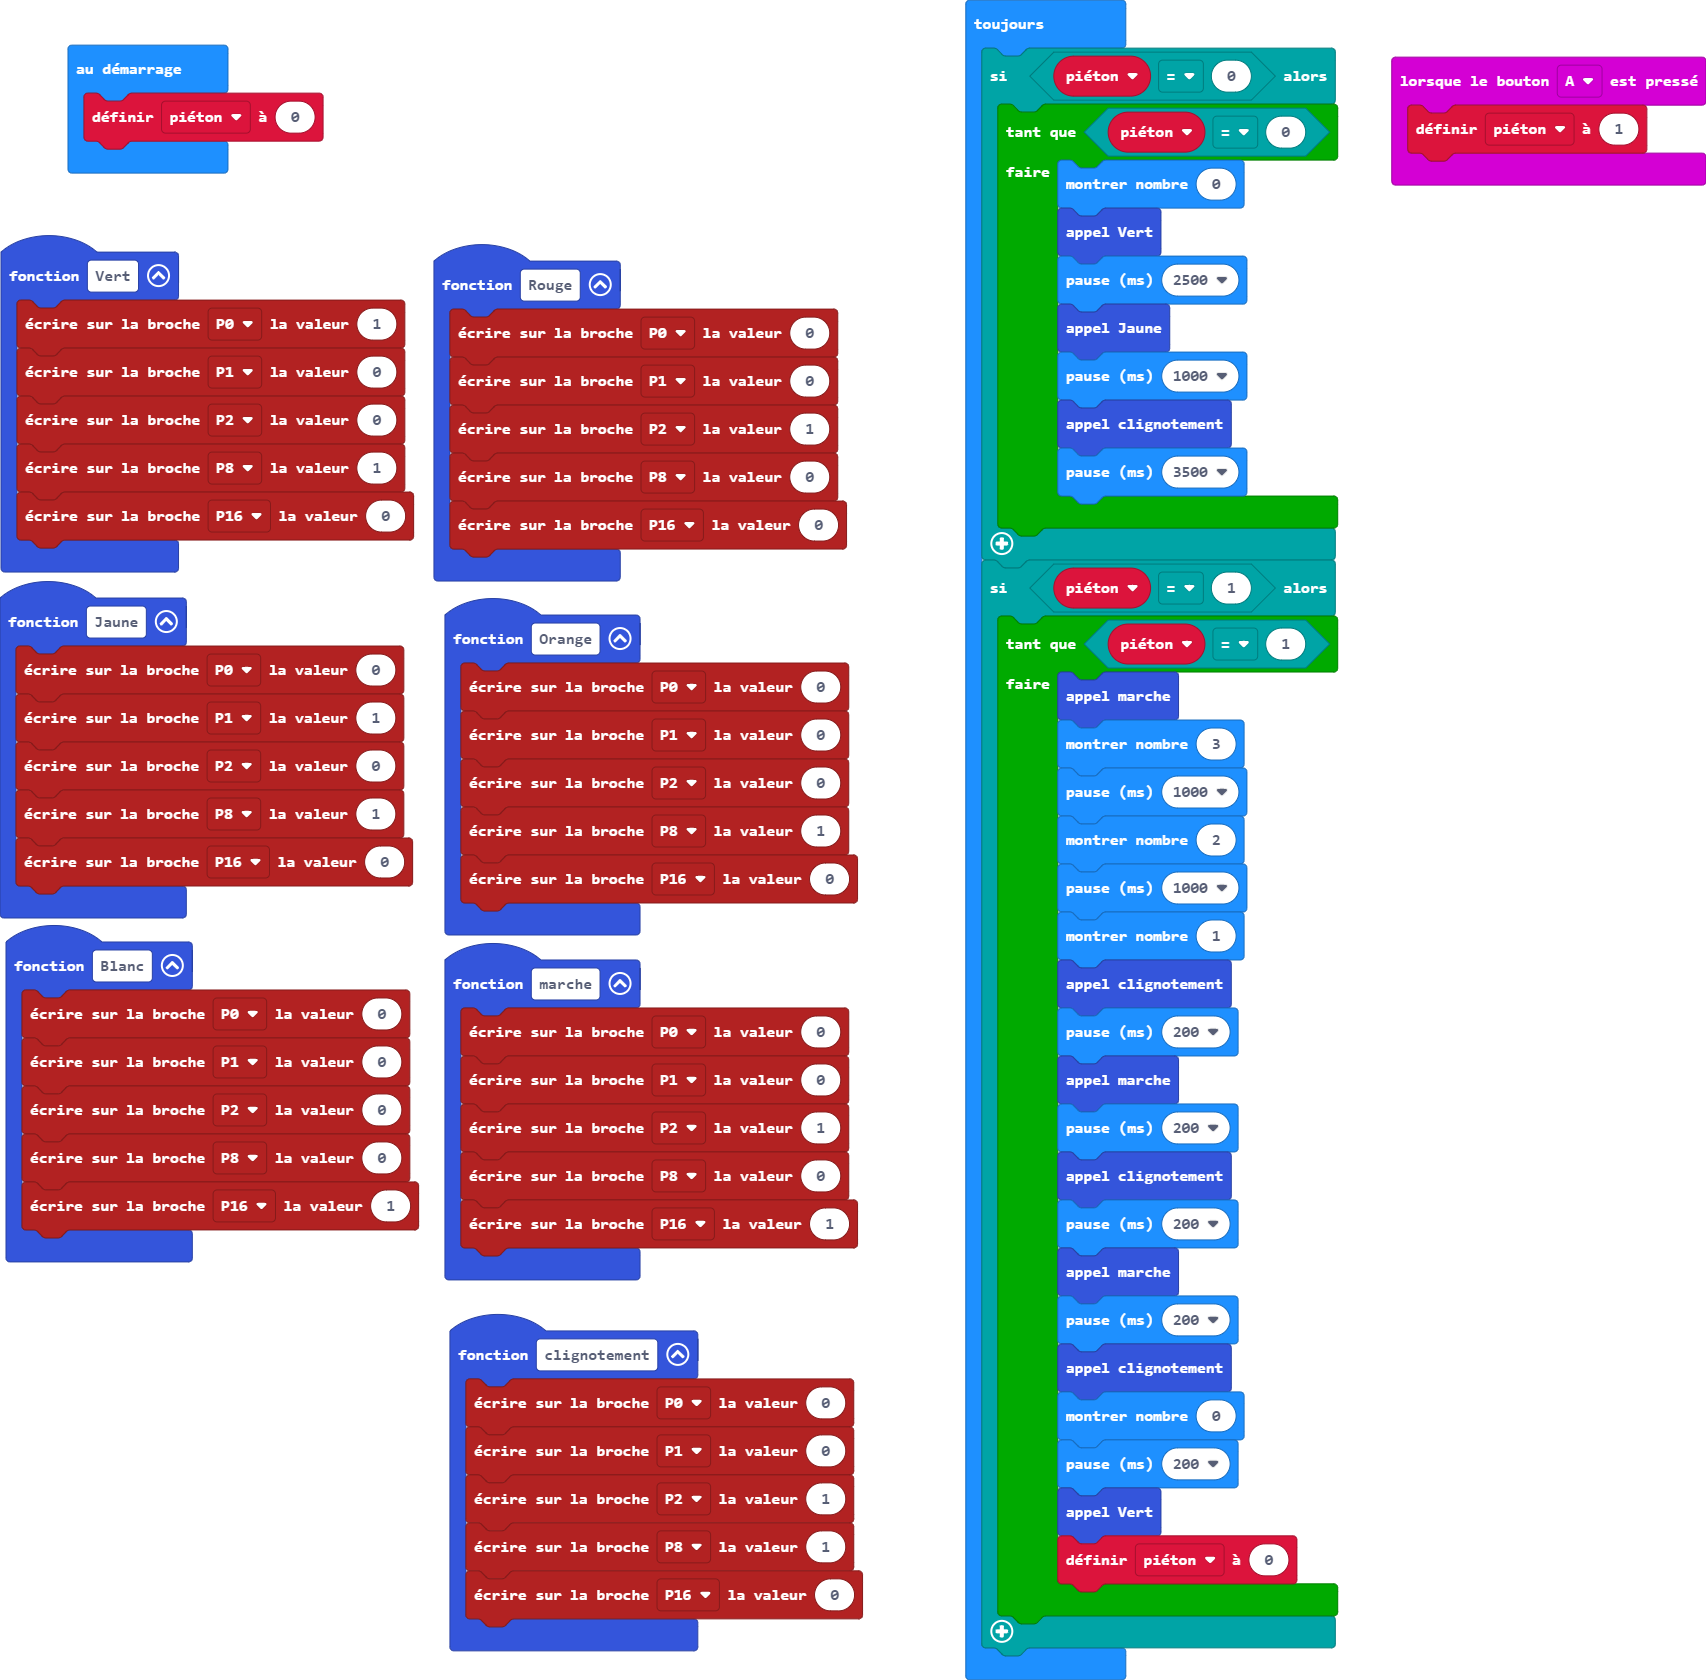 au démarrage
définir piéton à 0
fonction Vert
écrire sur la broche P0 la valeur 1
écrire sur la broche P1 la valeur 0
écrire sur la broche P2 la valeur 0
écrire sur la broche P8 la valeur 1
écrire sur la broche P16 la valeur 0
fonction Jaune
écrire sur la broche P0 la valeur 0
écrire sur la broche P1 la valeur 1
écrire sur la broche P2 la valeur 0
écrire sur la broche P8 la valeur 1
écrire sur la broche P16 la valeur 0
fonction Blanc
écrire sur la broche P0 la valeur 0
écrire sur la broche P1 la valeur 0
écrire sur la broche P2 la valeur 0
écrire sur la broche P8 la valeur 0
écrire sur la broche P16 la valeur 1
fonction Rouge
écrire sur la broche P0 la valeur 0
écrire sur la broche P1 la valeur 0
écrire sur la broche P2 la valeur 1
écrire sur la broche P8 la valeur 0
écrire sur la broche P16 la valeur 0
fonction Orange
écrire sur la broche P0 la valeur 0
écrire sur la broche P1 la valeur 0
écrire sur la broche P2 la valeur 0
écrire sur la broche P8 la valeur 1
écrire sur la broche P16 la valeur 0
fonction marche
écrire sur la broche P0 la valeur 0
écrire sur la broche P1 la valeur 0
écrire sur la broche P2 la valeur 1
écrire sur la broche P8 la valeur 0
écrire sur la broche P16 la valeur 1
fonction clignotement
écrire sur la broche P0 la valeur 0
écrire sur la broche P1 la valeur 0
écrire sur la broche P2 la valeur 1
écrire sur la broche P8 la valeur 1
écrire sur la broche P16 la valeur 0
toujours
si piéton = 0 alors
tant que piéton = 0
faire
montrer nombre 0
appel Vert
pause (ms) 2500
appel Jaune
pause (ms) 1000
appel clignotement
pause (ms) 3500
si piéton = 1 alors
tant que piéton = 1
faire
appel marche
montrer nombre 3
pause (ms) 1000
montrer nombre 2
pause (ms) 1000
montrer nombre 1
appel clignotement
pause (ms) 200
appel marche
pause (ms) 200
appel clignotement
pause (ms) 200
appel marche
pause (ms) 200
appel clignotement
montrer nombre 0
pause (ms) 200
appel Vert
définir piéton à 0
lorsque le bouton A est pressé
définir piéton à 1